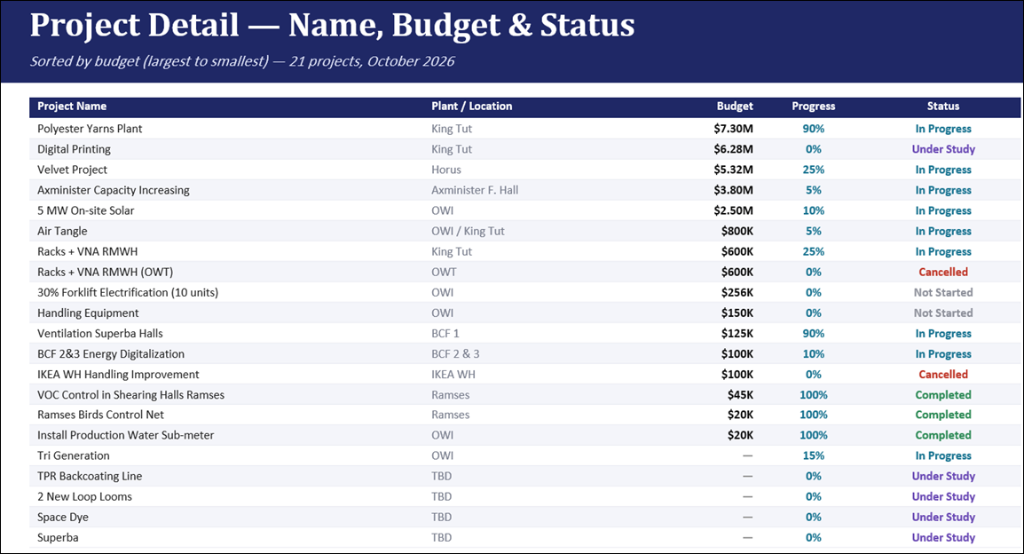 Project Detail — Name, Budget & Status
Sorted by budget (largest to smallest) — 21 projects, October 2026
Project Name Plant / Location Budget Progress Status
Polyester Yarns Plant King Tut $7.30M 90% In Progress
Digital Printing King Tut $6.28M 0% Under Study
Velvet Project Horus $5.32M 25% In Progress
Axminister Capacity Increasing Axminister F. Hall $3.80M 5% In Progress
5 MW On-site Solar OWI $2.50M 10% In Progress
Air Tangle OWI / King Tut $800K 5% In Progress
Racks + VNA RMWH King Tut $600K 25% In Progress
Racks + VNA RMWH (OWT) OWT $600K 0% Cancelled
30% Forklift Electrification (10 units) OWI $256K 0% Not Started
Handling Equipment OWI $150K 0% Not Started
Ventilation Superba Halls BCF 1 $125K 90% In Progress
BCF 2&3 Energy Digitalization BCF 2 & 3 $100K 10% In Progress
IKEA WH Handling Improvement IKEA WH $100K 0% Cancelled
VOC Control in Shearing Halls Ramses Ramses $45K 100% Completed
Ramses Birds Control Net Ramses $20K 100% Completed
Install Production Water Sub-meter OWI $20K 100% Completed
Tri Generation OWI — 15% In Progress
TPR Backcoating Line TBD — 0% Under Study
2 New Loop Looms TBD — 0% Under Study
Space Dye TBD — 0% Under Study
Superba TBD — 0% Under Study